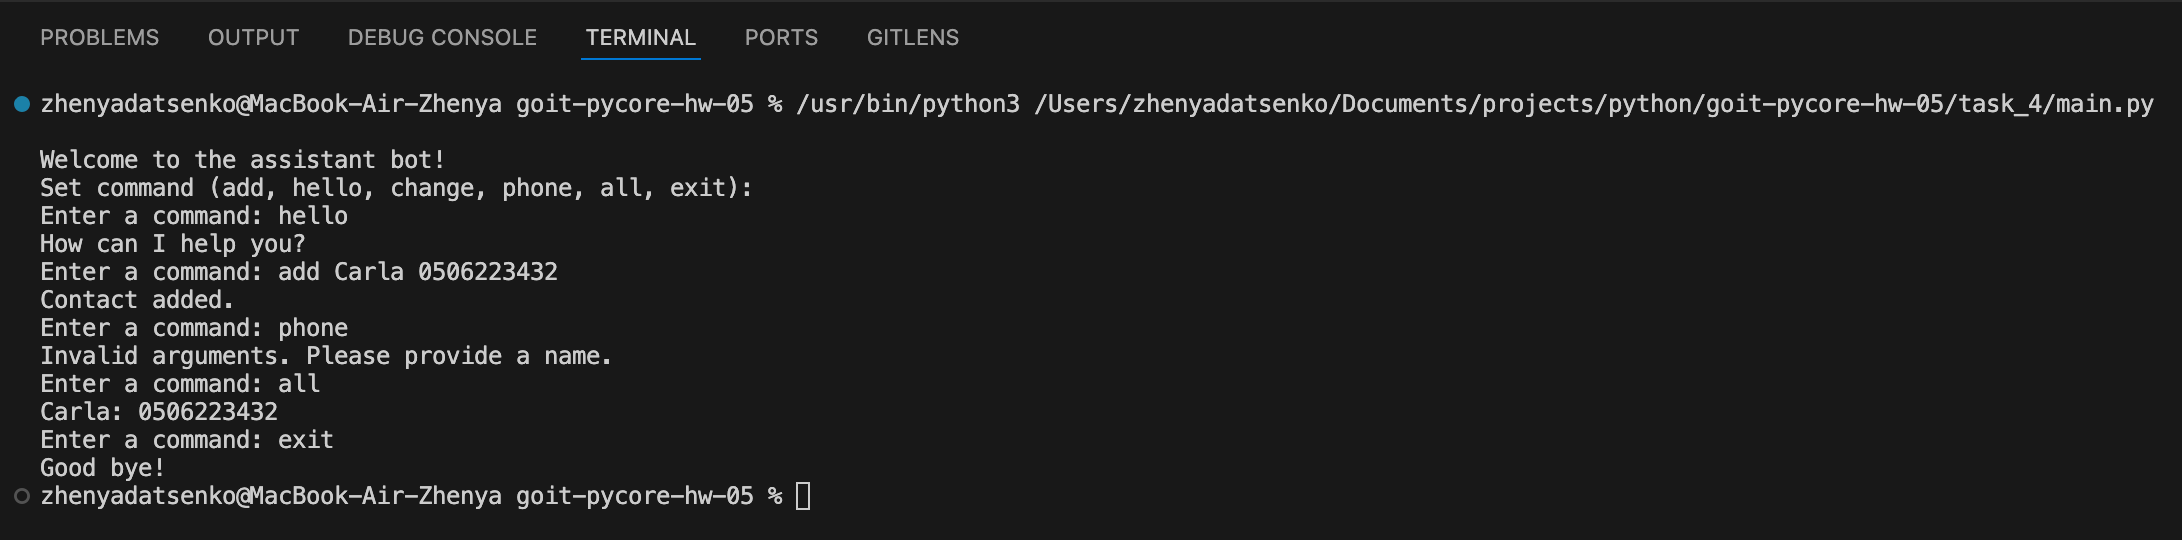 PROBLEMS OUTPUT DEBUG CONSOLE TERMINAL PORTS GITLENS
zhenyadatsenko@MacBook-Air-Zhenya goit-pycore-hw-05 % /usr/bin/python3 /Users/zhenyadatsenko/Documents/projects/python/goit-pycore-hw-05/task_4/main.py
Welcome to the assistant bot!
Set command (add, hello, change, phone, all, exit):
Enter a command: hello
How can I help you?
Enter a command: add Carla 0506223432
Contact added.
Enter a command: phone
Invalid arguments. Please provide a name.
Enter a command: all
Carla: 0506223432
Enter a command: exit
Good bye!
zhenyadatsenko@MacBook-Air-Zhenya goit-pycore-hw-05 %